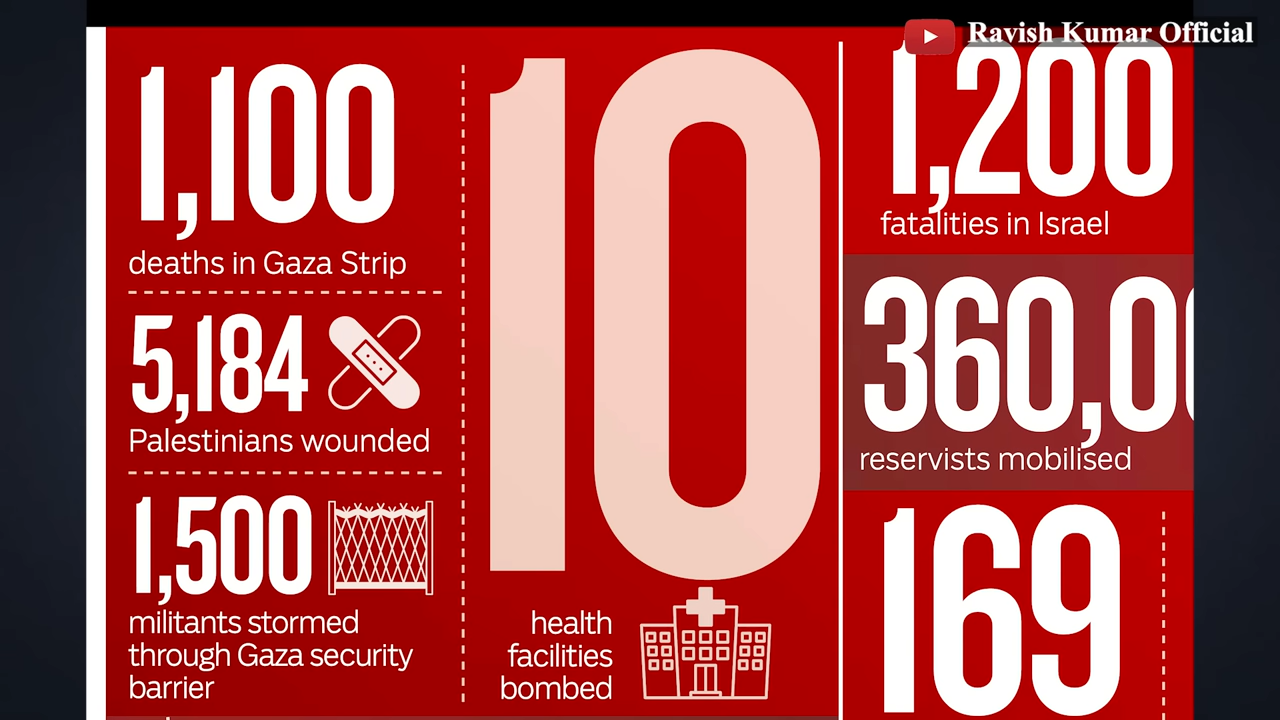 Ravish Kumar Official
1,100
deaths in Gaza Strip
5,184
Palestinians wounded
1,500
militants stormed
through Gaza security
barrier
10
health
facilities
bombed
1,200
fatalities in Israel
reservists mobilised
169